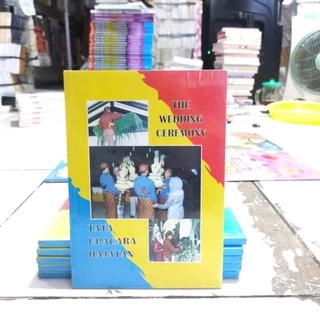 THE
WEDDING
CEREMONY
TATA
UPACARA
HAJATAN